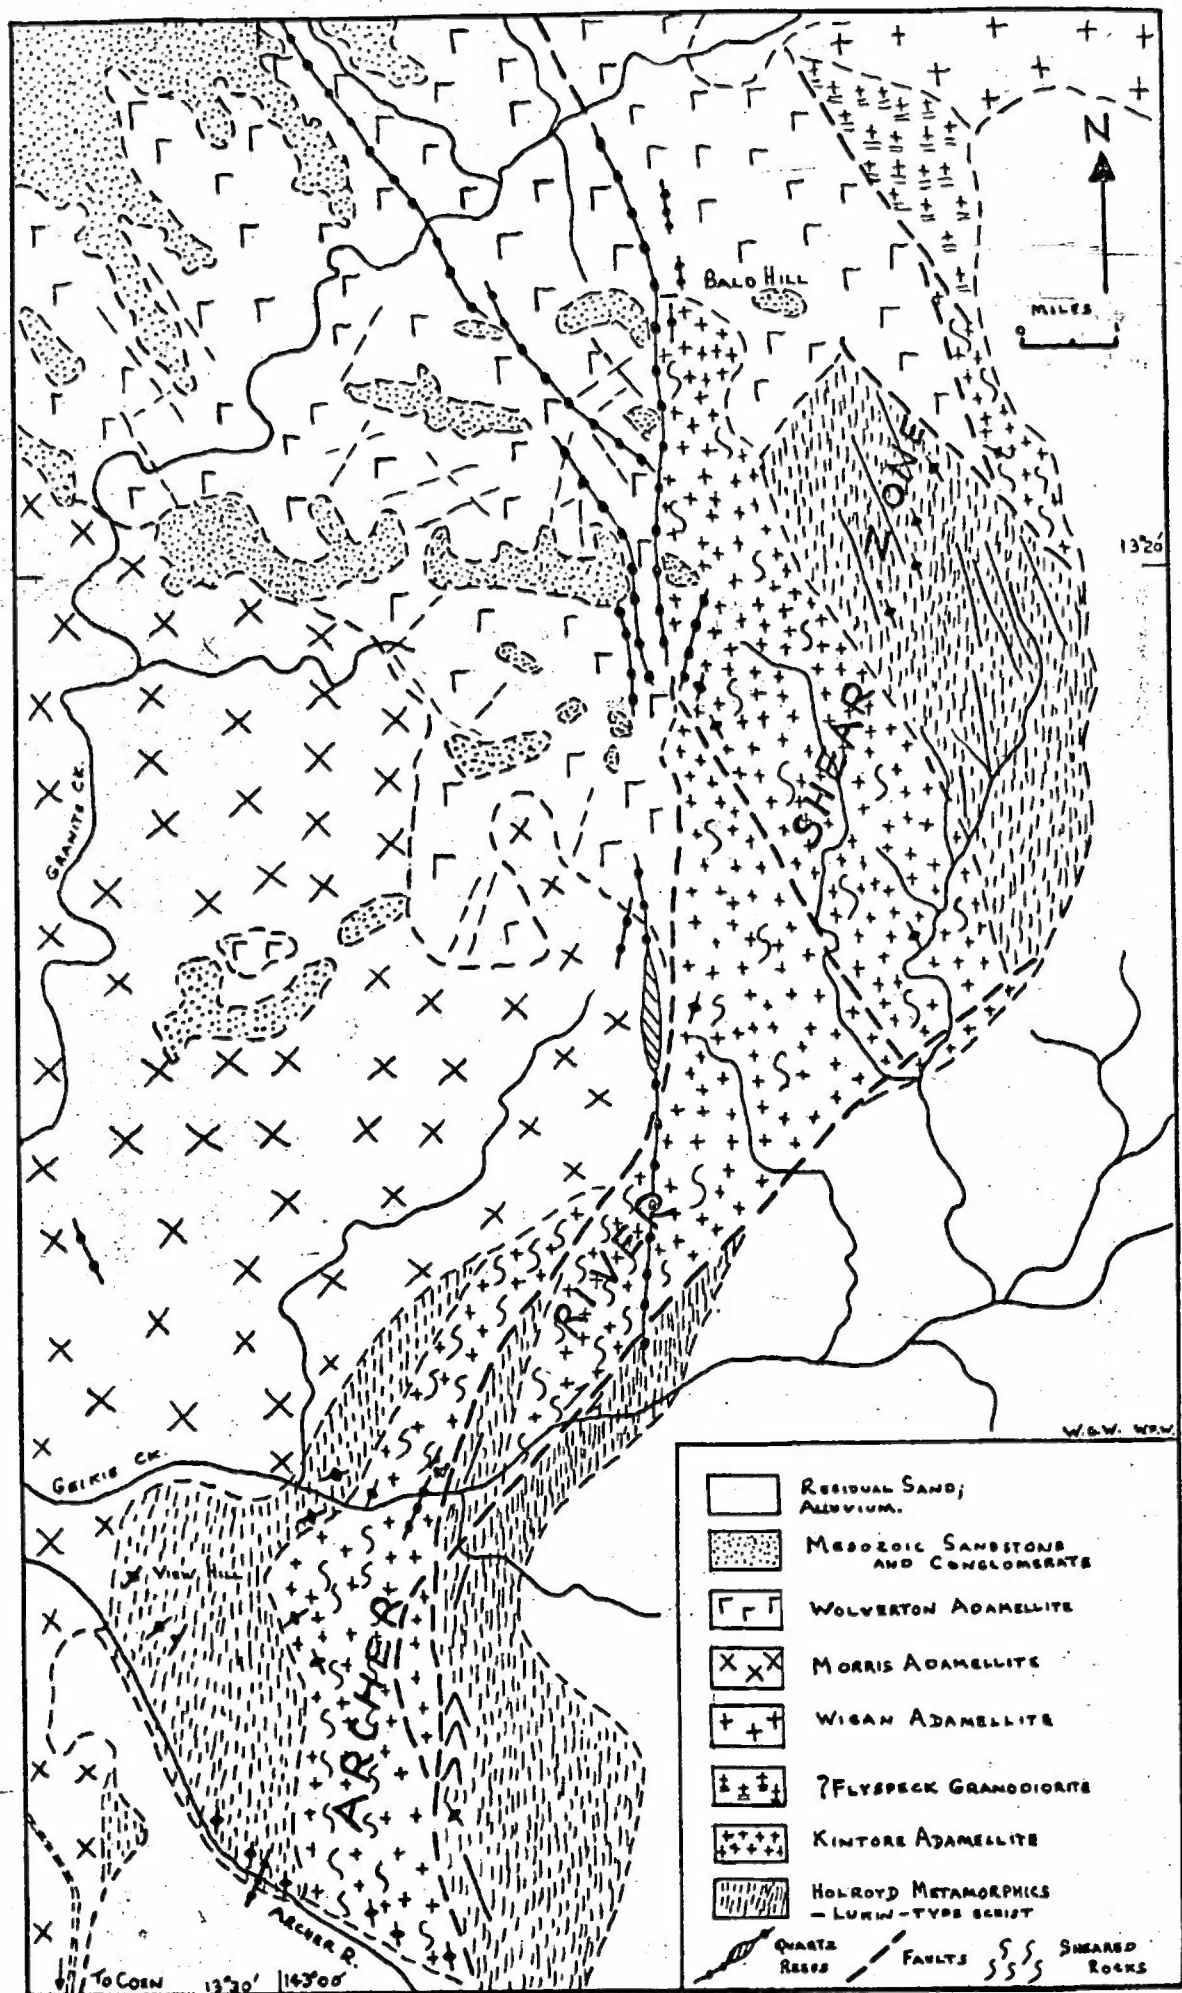 N
BALD HILL
MILES
0
13°20'
ARCHER RIVER SHEAR ZONE
GRANITE CK.
W.G.W. W.F.W.
GEIKIE CK.
VIEW HILL
ARCHER R.
TO COEN
13°30'
143°00'
RESIDUAL SAND;
ALLUVIUM.
MESOZOIC SANDSTONE
AND CONGLOMERATE
WOLVERTON ADAMELLITE
MORRIS ADAMELLITE
WIGAN ADAMELLITE
?FLYSPECK GRANODIORITE
KINTORE ADAMELLITE
HOLROYD METAMORPHICS
- LUKIN-TYPE SCHIST
QUARTZ
REEFS
FAULTS
SHEARED
ROCKS